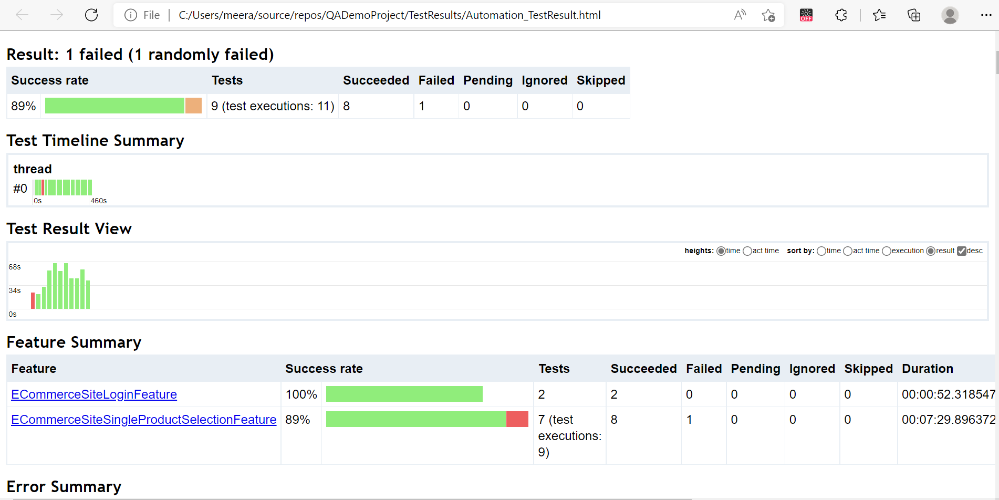 File
C:/Users/meera/source/repos/QADemoProject/TestResults/Automation_TestResult.html
A
OFF
Result: 1 failed (1 randomly failed)
Success rate Tests Succeeded Failed Pending Ignored Skipped
89% 9 (test executions: 11) 8 1 0 0 0
Test Timeline Summary
thread
#0
0s 460s
Test Result View
heights: time act time sort by: time act time execution result desc
68s
34s
0s
Feature Summary
Feature Success rate Tests Succeeded Failed Pending Ignored Skipped Duration
ECommerceSiteLoginFeature 100% 2 2 0 0 0 0 00:00:52.318547
ECommerceSiteSingleProductSelectionFeature 89% 7 (test 8 1 0 0 0 00:07:29.896372
executions:
9)
Error Summary